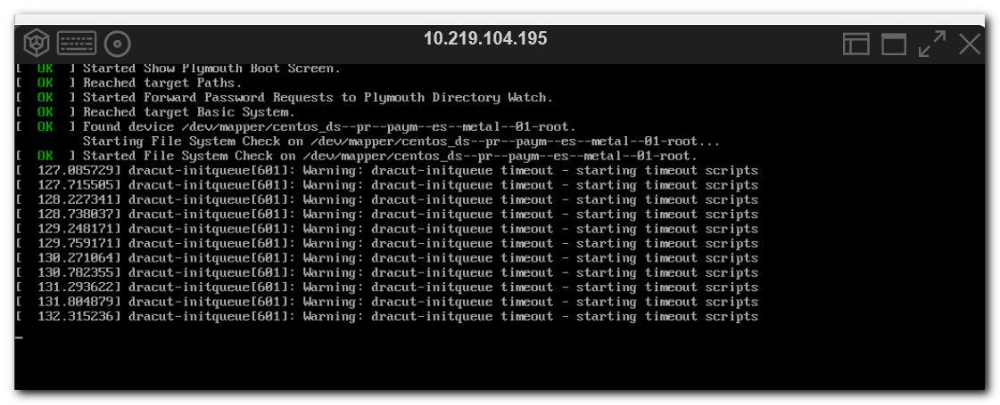 10.219.104.195
[  OK  ] Started Show Plymouth Boot Screen.
[  OK  ] Reached target Paths.
[  OK  ] Started Forward Password Requests to Plymouth Directory Watch.
[  OK  ] Reached target Basic System.
[  OK  ] Found device /dev/mapper/centos_ds--pr--paym--es--metal--01-root.
         Starting File System Check on /dev/mapper/centos_ds--pr--paym--es--metal--01-root...
[  OK  ] Started File System Check on /dev/mapper/centos_ds--pr--paym--es--metal--01-root.
[  127.085729] dracut-initqueue[601]: Warning: dracut-initqueue timeout - starting timeout scripts
[  127.715505] dracut-initqueue[601]: Warning: dracut-initqueue timeout - starting timeout scripts
[  128.227341] dracut-initqueue[601]: Warning: dracut-initqueue timeout - starting timeout scripts
[  128.738037] dracut-initqueue[601]: Warning: dracut-initqueue timeout - starting timeout scripts
[  129.248171] dracut-initqueue[601]: Warning: dracut-initqueue timeout - starting timeout scripts
[  129.759171] dracut-initqueue[601]: Warning: dracut-initqueue timeout - starting timeout scripts
[  130.271064] dracut-initqueue[601]: Warning: dracut-initqueue timeout - starting timeout scripts
[  130.782355] dracut-initqueue[601]: Warning: dracut-initqueue timeout - starting timeout scripts
[  131.293622] dracut-initqueue[601]: Warning: dracut-initqueue timeout - starting timeout scripts
[  131.804879] dracut-initqueue[601]: Warning: dracut-initqueue timeout - starting timeout scripts
[  132.315236] dracut-initqueue[601]: Warning: dracut-initqueue timeout - starting timeout scripts